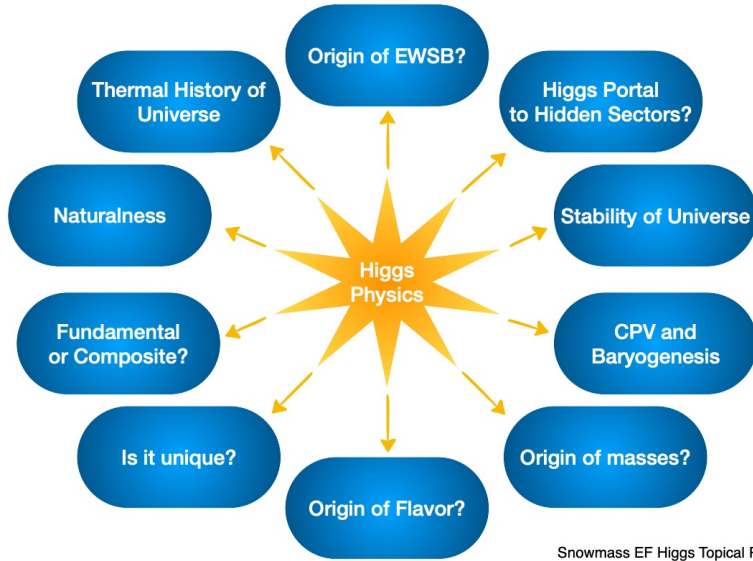 Origin of EWSB?
Thermal History of
Universe
Higgs Portal
to Hidden Sectors?
Naturalness
Stability of Universe
Higgs
Physics
Fundamental
or Composite?
CPV and
Baryogenesis
Is it unique?
Origin of masses?
Origin of Flavor?
Snowmass EF Higgs Topical